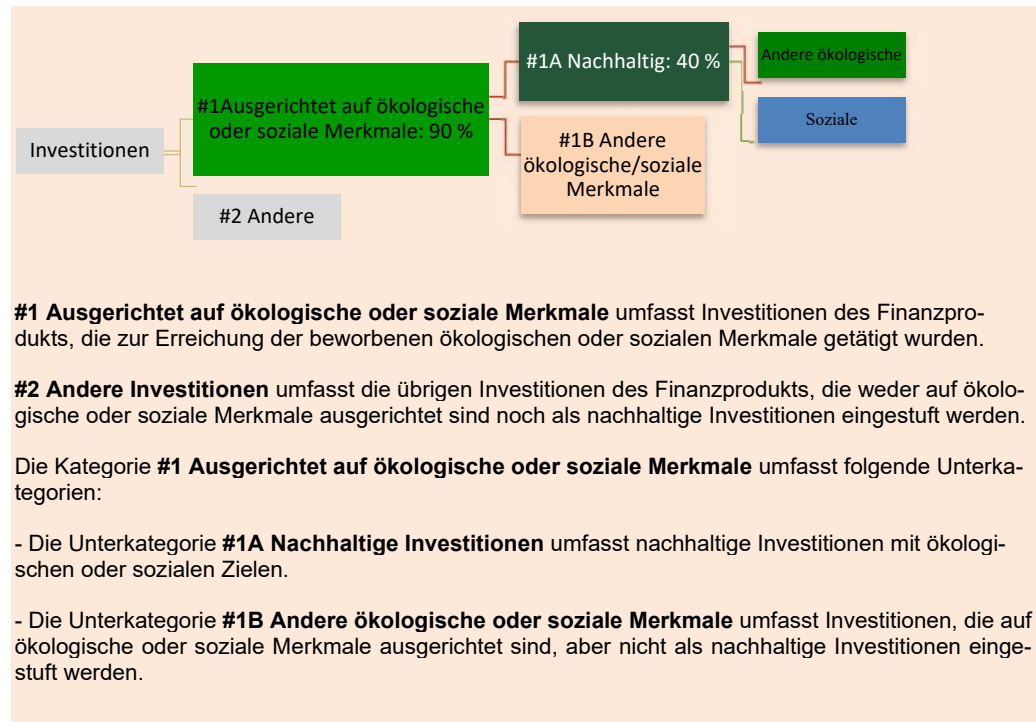 #1A Nachhaltig: 40 %
Andere ökologische
#1Ausgerichtet auf ökologische
oder soziale Merkmale: 90 %
Soziale
Investitionen
#1B Andere
ökologische/soziale
Merkmale
#2 Andere
#1 Ausgerichtet auf ökologische oder soziale Merkmale umfasst Investitionen des Finanzpro-
dukts, die zur Erreichung der beworbenen ökologischen oder sozialen Merkmale getätigt wurden.
#2 Andere Investitionen umfasst die übrigen Investitionen des Finanzprodukts, die weder auf ökolo-
gische oder soziale Merkmale ausgerichtet sind noch als nachhaltige Investitionen eingestuft werden.
Die Kategorie #1 Ausgerichtet auf ökologische oder soziale Merkmale umfasst folgende Unterka-
tegorien:
- Die Unterkategorie #1A Nachhaltige Investitionen umfasst nachhaltige Investitionen mit ökologi-
schen oder sozialen Zielen.
- Die Unterkategorie #1B Andere ökologische oder soziale Merkmale umfasst Investitionen, die auf
ökologische oder soziale Merkmale ausgerichtet sind, aber nicht als nachhaltige Investitionen einge-
stuft werden.